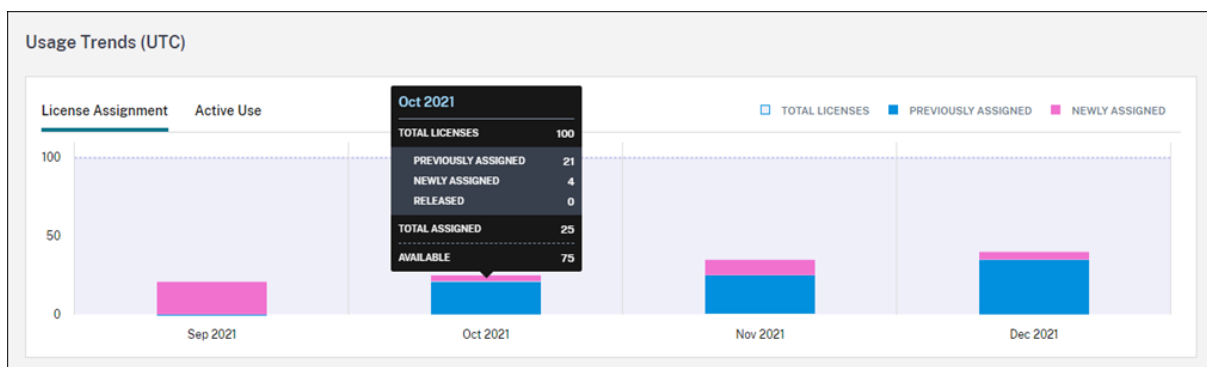 Usage Trends (UTC)
License Assignment Active Use
TOTAL LICENSES PREVIOUSLY ASSIGNED NEWLY ASSIGNED
Oct 2021
TOTAL LICENSES 100
PREVIOUSLY ASSIGNED 21
NEWLY ASSIGNED 4
RELEASED 0
TOTAL ASSIGNED 25
AVAILABLE 75
100
50
0
Sep 2021 Oct 2021 Nov 2021 Dec 2021